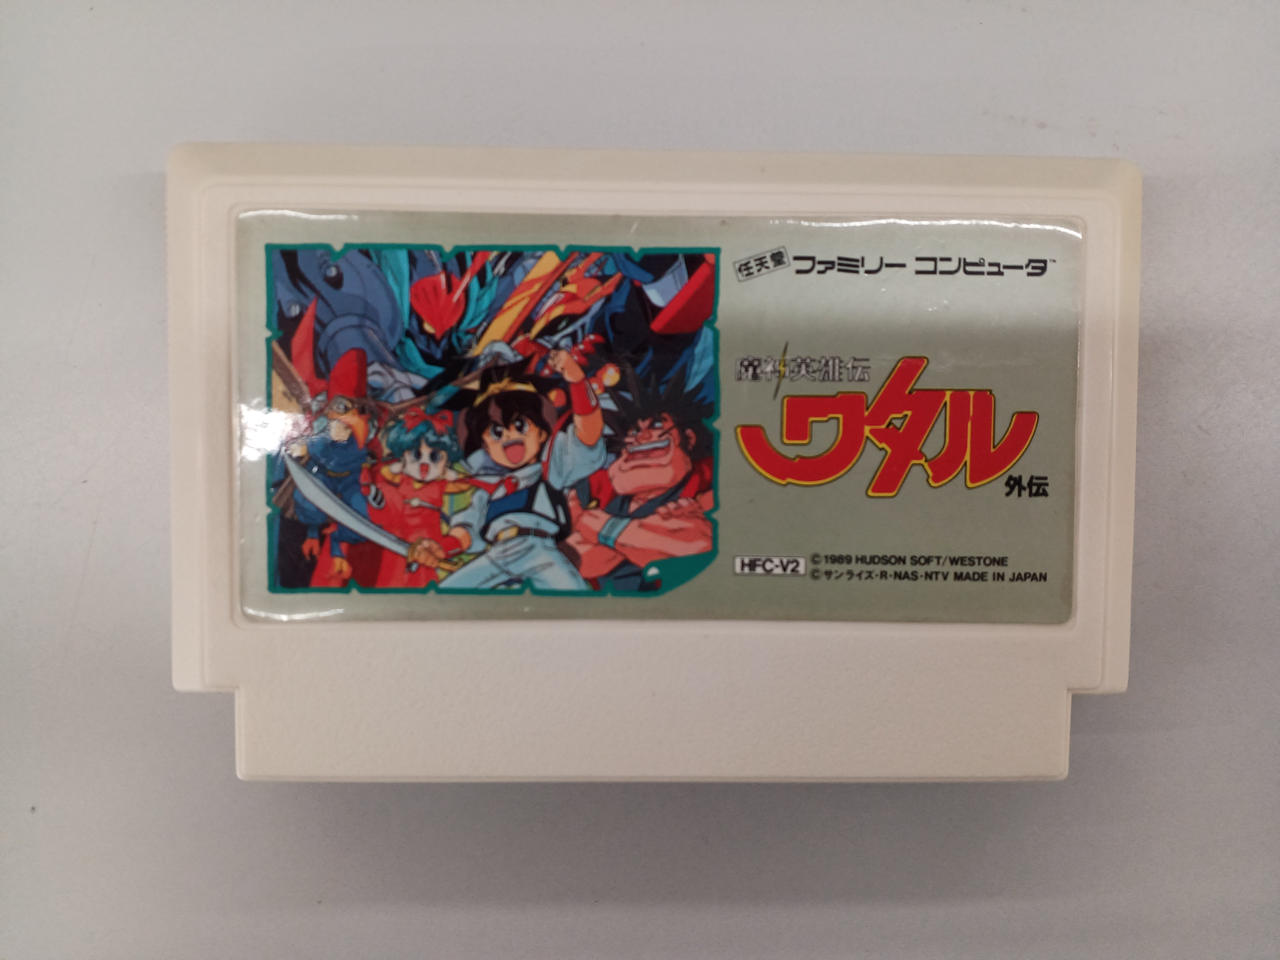 任天堂 ファミリー コンピュータ™
魔神英雄伝
ワタル
外伝
HFC-V2
©1989 HUDSON SOFT/WESTONE
©サンライズ・R・NAS・NTV MADE IN JAPAN